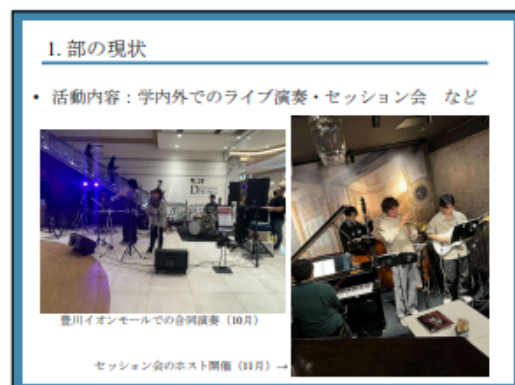 1. 部の現状
• 活動内容：学内外でのライブ演奏・セッション会　など
豊川イオンモールでの合同演奏（10月）
セッション会のホスト開催（11月）→